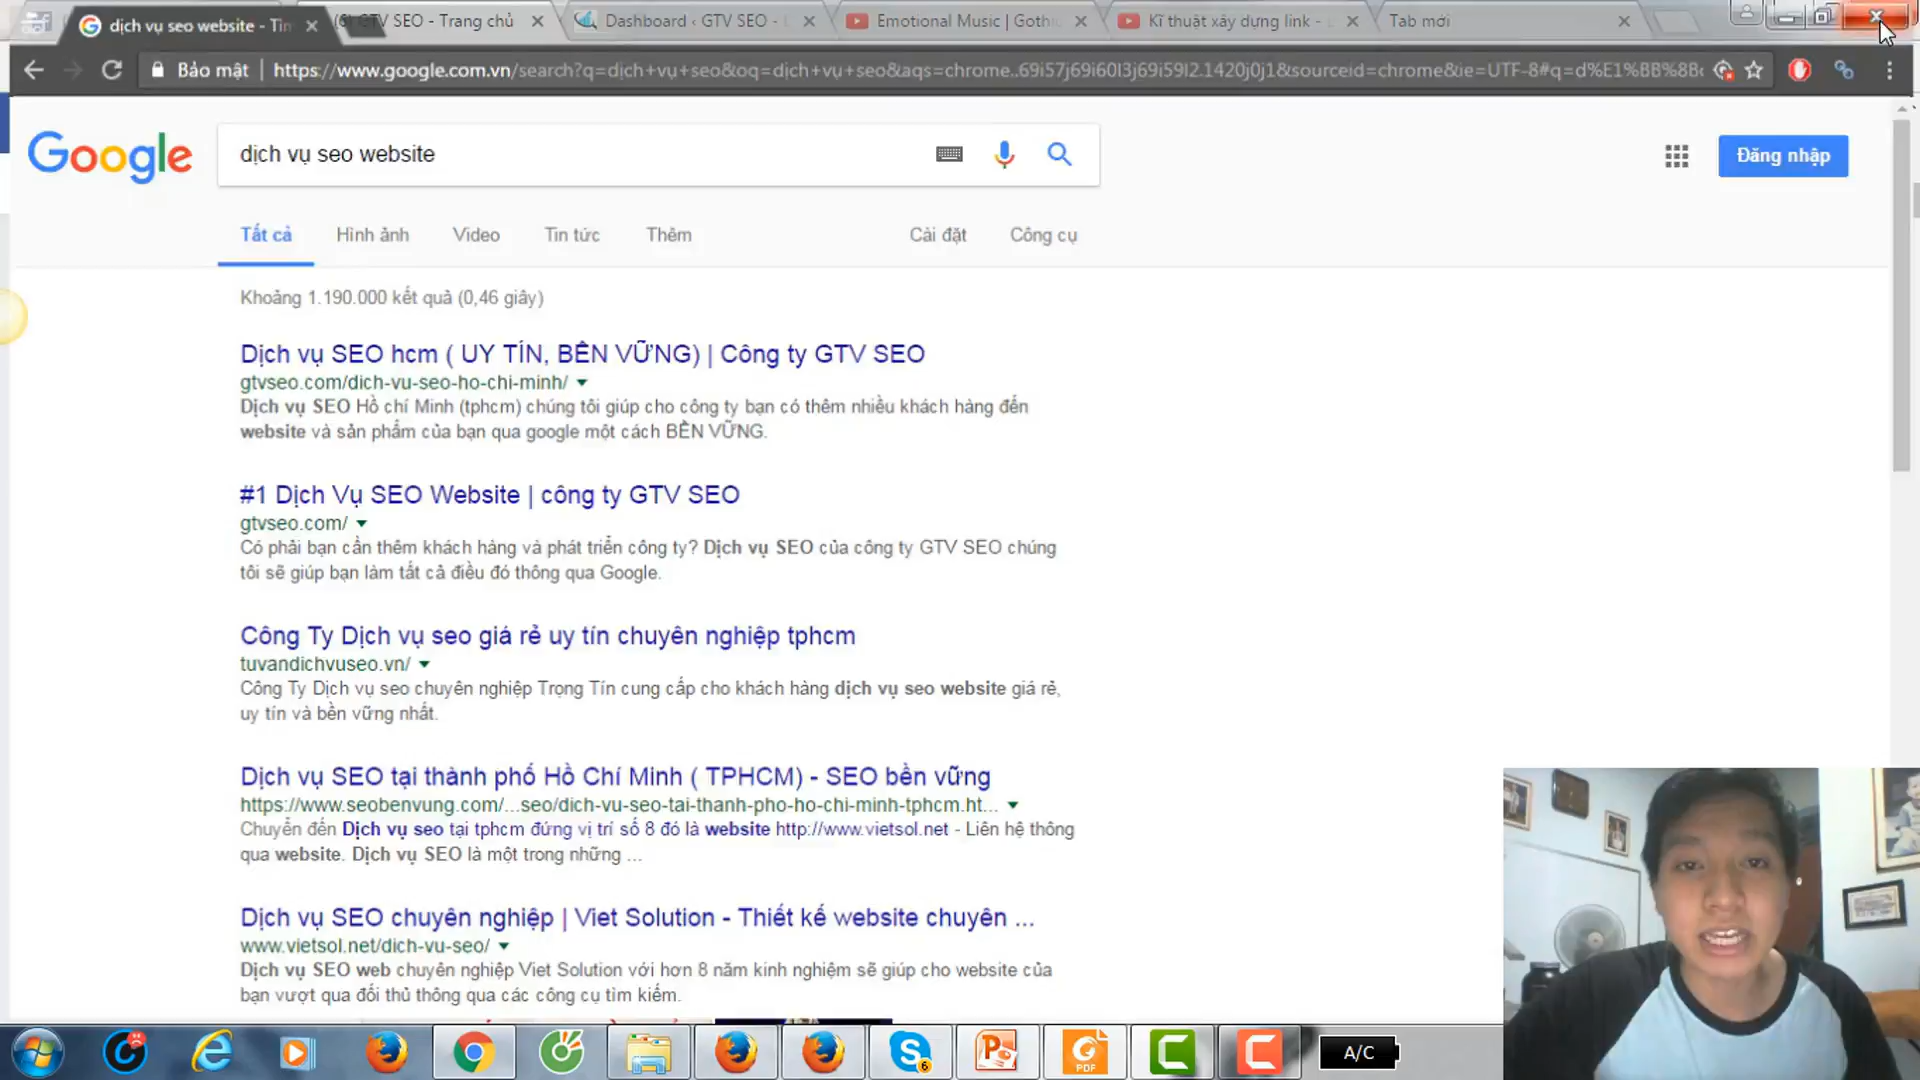 dịch vụ seo website - Tìm
(6) GTV SEO - Trang chủ
Dashboard ‹ GTV SEO -
Emotional Music | Gothi
Kĩ thuật xây dựng link -
Tab mới
Bảo mật
https://www.google.com.vn/search?q=dịch+vụ+seo&oq=dịch+vụ+seo&aqs=chrome..69i57j69i60l3j69i59l2.1420j0j1&sourceid=chrome&ie=UTF-8#q=d%E1%BB%8Bc
Google
dịch vụ seo website
Đăng nhập
Tất cả Hình ảnh Video Tin tức Thêm Cài đặt Công cụ
Khoảng 1.190.000 kết quả (0,46 giây)
Dịch vụ SEO hcm ( UY TÍN, BỀN VỮNG) | Công ty GTV SEO
gtvseo.com/dich-vu-seo-ho-chi-minh/
Dịch vụ SEO Hồ chí Minh (tphcm) chúng tôi giúp cho công ty bạn có thêm nhiều khách hàng đến
website và sản phẩm của bạn qua google một cách BỀN VỮNG.
#1 Dịch Vụ SEO Website | công ty GTV SEO
gtvseo.com/
Có phải bạn cần thêm khách hàng và phát triển công ty? Dịch vụ SEO của công ty GTV SEO chúng
tôi sẽ giúp bạn làm tất cả điều đó thông qua Google.
Công Ty Dịch vụ seo giá rẻ uy tín chuyên nghiệp tphcm
tuvandichvuseo.vn/
Công Ty Dịch vụ seo chuyên nghiệp Trọng Tín cung cấp cho khách hàng dịch vụ seo website giá rẻ,
uy tín và bền vững nhất.
Dịch vụ SEO tại thành phố Hồ Chí Minh ( TPHCM) - SEO bền vững
https://www.seobenvung.com/...seo/dich-vu-seo-tai-thanh-pho-ho-chi-minh-tphcm.ht...
Chuyển đến Dịch vụ seo tại tphcm đứng vị trí số 8 đó là website http://www.vietsol.net - Liên hệ thông
qua website. Dịch vụ SEO là một trong những ...
Dịch vụ SEO chuyên nghiệp | Viet Solution - Thiết kế website chuyên ...
www.vietsol.net/dich-vu-seo/
Dịch vụ SEO web chuyên nghiệp Viet Solution với hơn 8 năm kinh nghiệm sẽ giúp cho website của
bạn vượt qua đối thủ thông qua các công cụ tìm kiếm.
6
PDF
A/C